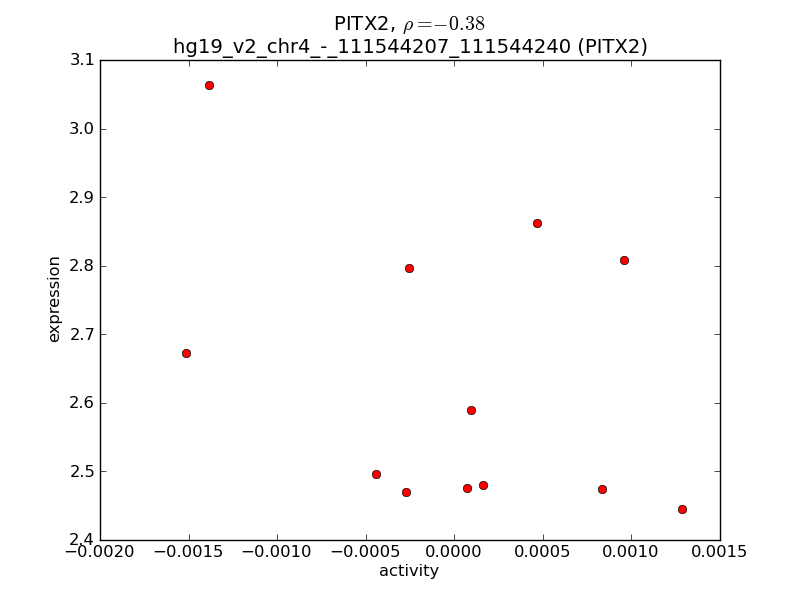 PITX2, ρ = −0.38
hg19_v2_chr4_-_111544207_111544240 (PITX2)
3.1
3.0
2.9
2.8
2.7
2.6
2.5
2.4
expression
−0.0020 −0.0015 −0.0010 −0.0005 0.0000 0.0005 0.0010 0.0015
activity